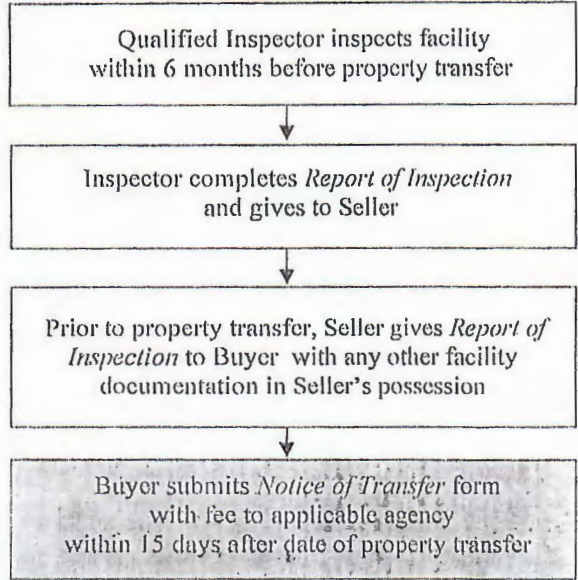 Qualified Inspector inspects facility
within 6 months before property transfer
Inspector completes Report of Inspection
and gives to Seller
Prior to property transfer, Seller gives Report of
Inspection to Buyer with any other facility
documentation in Seller's possession
Buyer submits Notice of Transfer form
with fee to applicable agency
within 15 days after date of property transfer